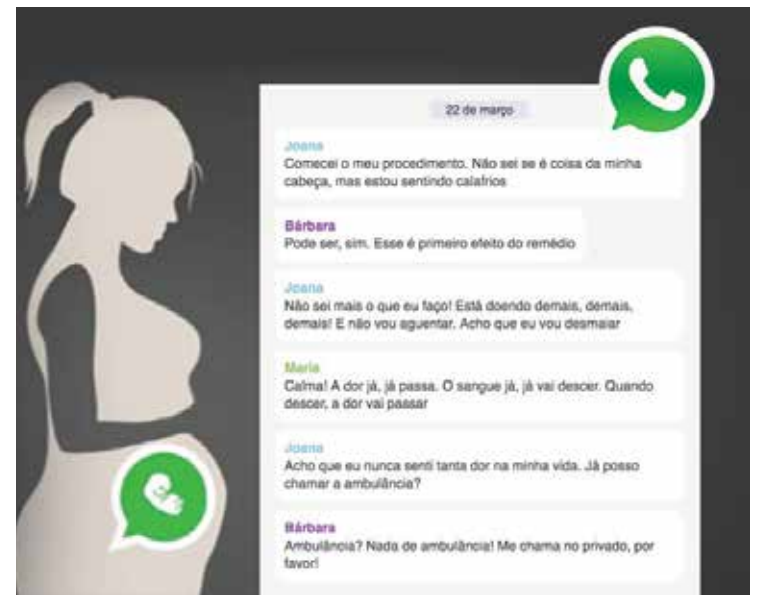 22 de março
Joana
Comecei o meu procedimento. Não sei se é coisa da minha
cabeça, mas estou sentindo calafrios
Bárbara
Pode ser, sim. Esse é primeiro efeito do remédio
Joana
Não sei mais o que eu faço! Está doendo demais, demais,
demais! E não vou aguentar. Acho que eu vou desmaiar
Maria
Calma! A dor já, já passa. O sangue já, já vai descer. Quando
descer, a dor vai passar
Joana
Acho que eu nunca senti tanta dor na minha vida. Já posso
chamar a ambulância?
Bárbara
Ambulância? Nada de ambulância! Me chama no privado, por
favor!